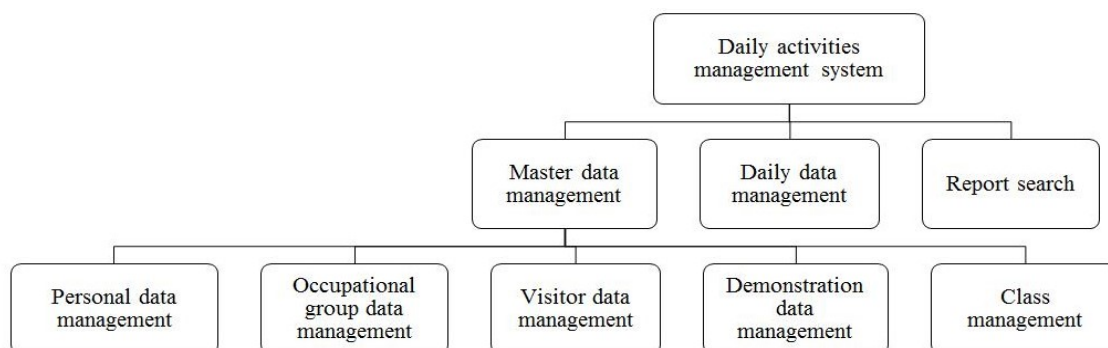 Daily activities
management system
Master data
management
Daily data
management
Report search
Personal data
management
Occupational
group data
management
Visitor data
management
Demonstration
data
management
Class
management